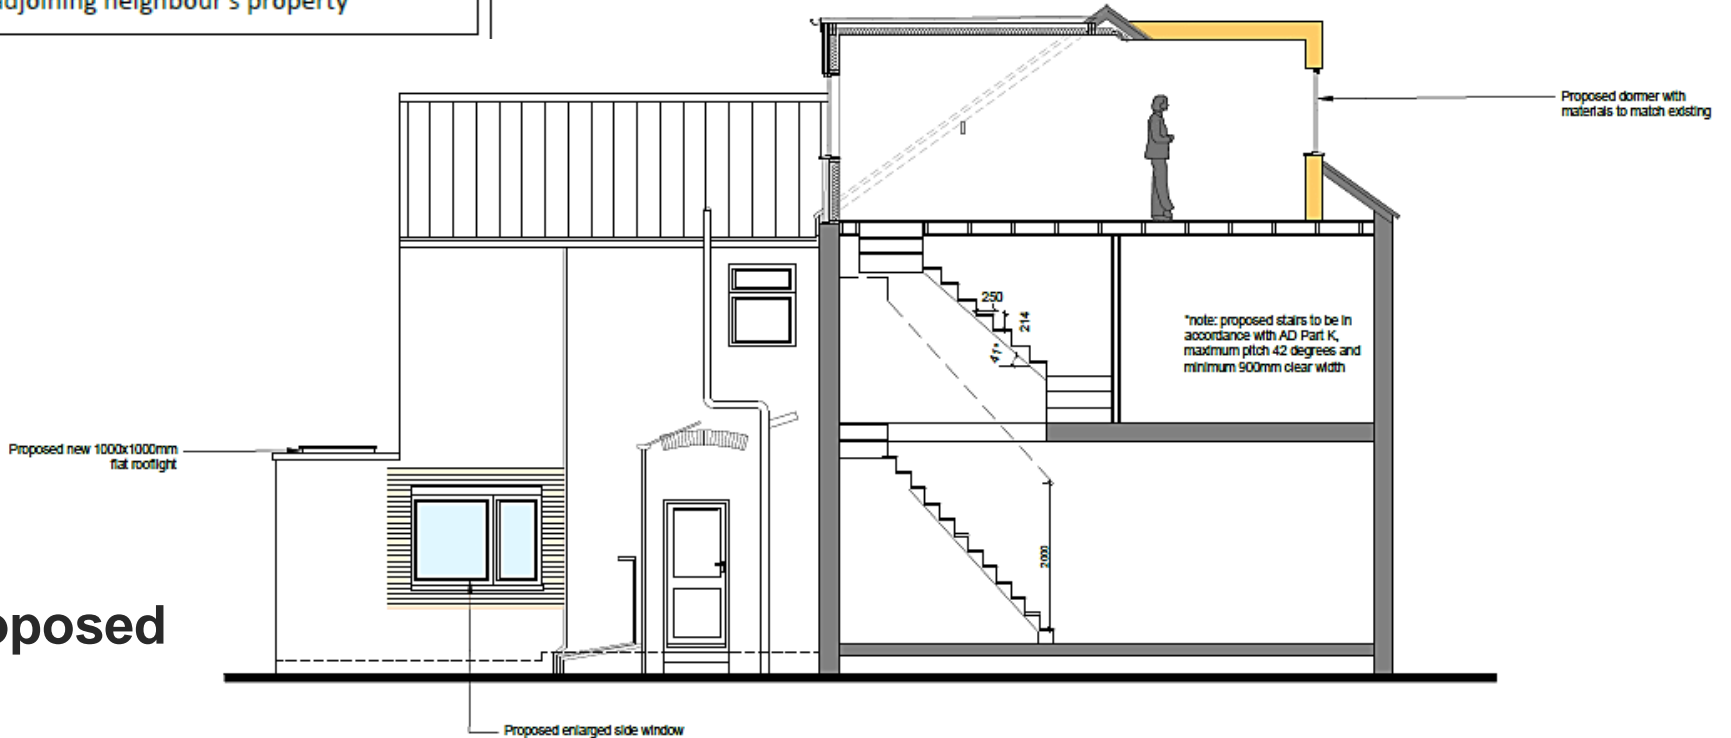 adjoining neighbour's property
Proposed dormer with
materials to match existing
250
214
41°
*note: proposed stairs to be in
accordance with AD Part K,
maximum pitch 42 degrees and
minimum 900mm clear width
Proposed new 1000x1000mm
flat rooflight
2000
oposed
Proposed enlarged side window